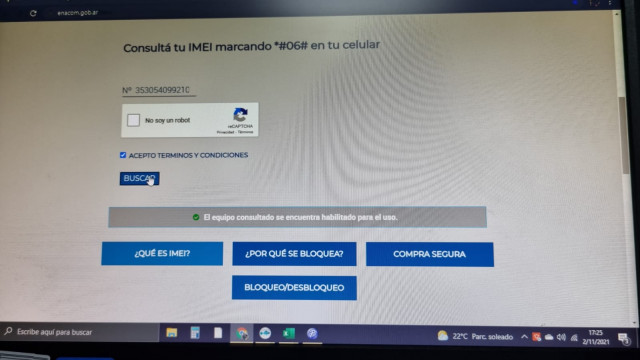 enacom.gob.ar
Consultá tu IMEI marcando *#06# en tu celular
Nº 35305409921C
No soy un robot
reCAPTCHA
Privacidad - Términos
ACEPTO TERMINOS Y CONDICIONES
BUSCAR
El equipo consultado se encuentra habilitado para el uso.
¿QUÉ ES IMEI?
¿POR QUÉ SE BLOQUEA?
COMPRA SEGURA
BLOQUEO/DESBLOQUEO
Escribe aquí para buscar
22°C Parc. soleado
17:25
2/11/2021